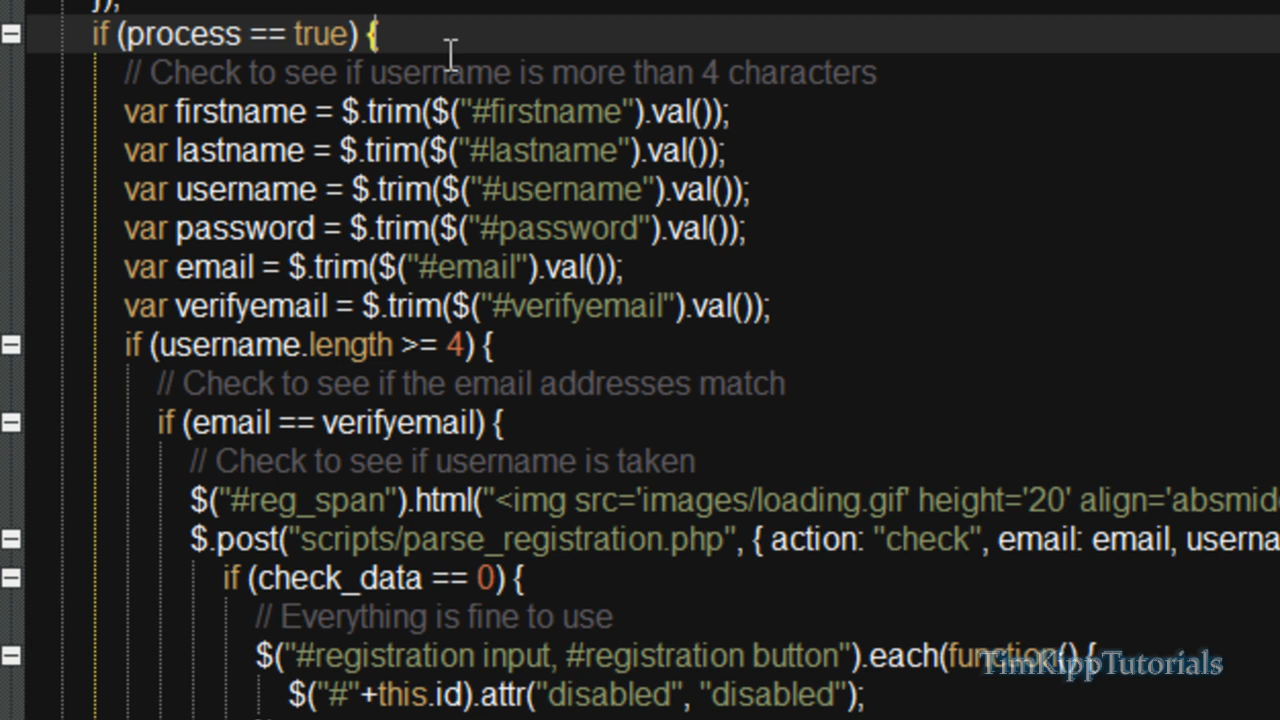 });
if (process == true) {
// Check to see if username is more than 4 characters
var firstname = $.trim($("#firstname").val());
var lastname = $.trim($("#lastname").val());
var username = $.trim($("#username").val());
var password = $.trim($("#password").val());
var email = $.trim($("#email").val());
var verifyemail = $.trim($("#verifyemail").val());
if (username.length >= 4) {
// Check to see if the email addresses match
if (email == verifyemail) {
// Check to see if username is taken
$("#reg_span").html("<img src='images/loading.gif' height='20' align='absmid
$.post("scripts/parse_registration.php", { action: "check", email: email, userna
if (check_data == 0) {
// Everything is fine to use
$("#registration input, #registration button").each(function() {
TimKippTutorials
$("#"+this.id).attr("disabled", "disabled");